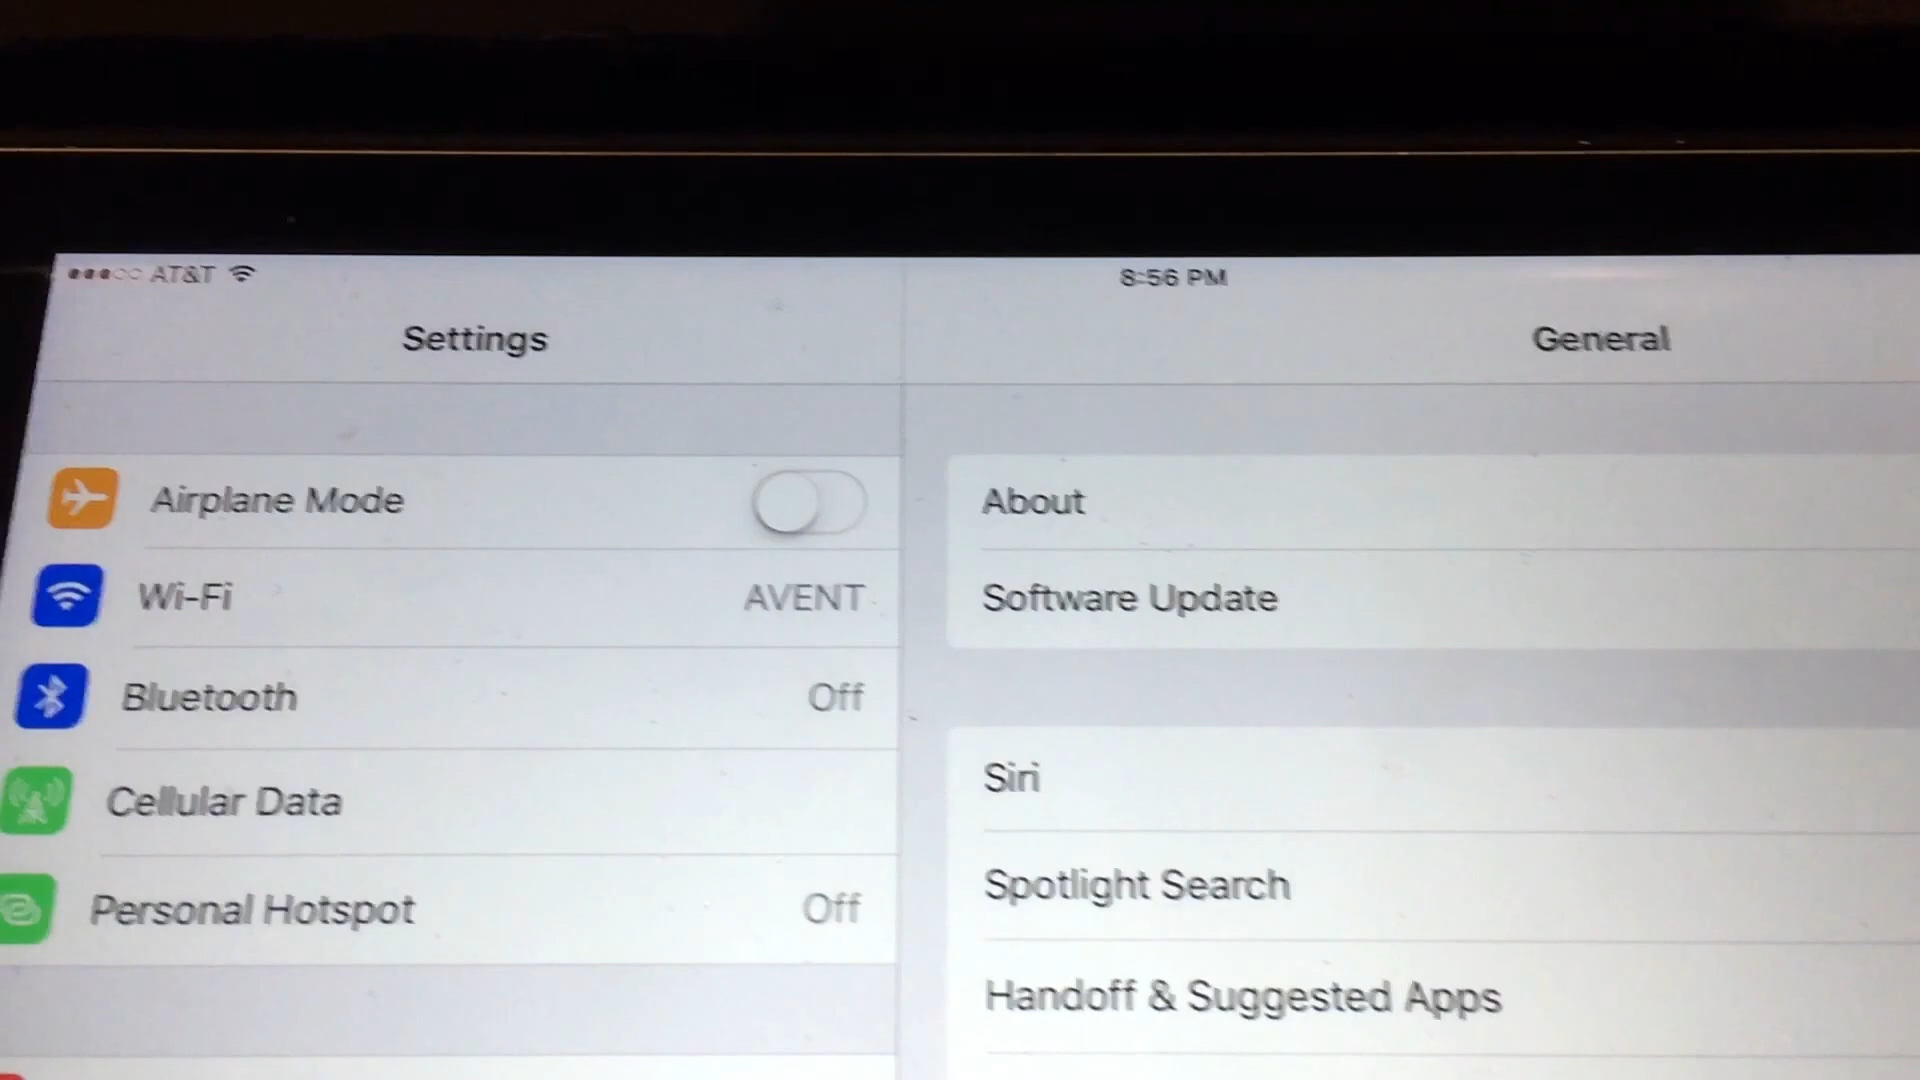 AT&T
8:56 PM
Settings
General
Airplane Mode
Wi-Fi
AVENT
Bluetooth
Off
Cellular Data
Personal Hotspot
Off
About
Software Update
Siri
Spotlight Search
Handoff & Suggested Apps